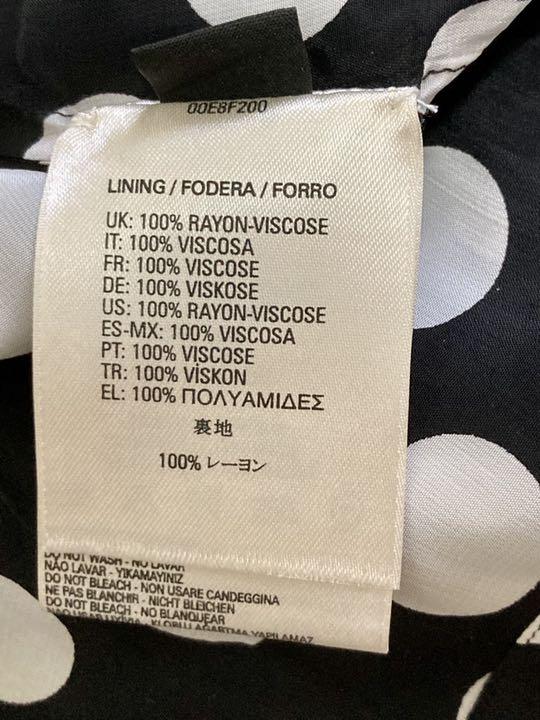 00E8F200
LINING / FODERA / FORRO
UK: 100% RAYON-VISCOSE
IT: 100% VISCOSA
FR: 100% VISCOSE
DE: 100% VISKOSE
US: 100% RAYON-VISCOSE
ES-MX: 100% VISCOSA
PT: 100% VISCOSE
TR: 100% VİSKON
EL: 100% ΠΟΛΥΑΜΙΔΕΣ
裏地
100% レーヨン
DO NOT WASH - NO LAVAR
NÃO LAVAR - YIKAMAYINIZ
DO NOT BLEACH - NON USARE CANDEGGINA
NE PAS BLANCHIR - NICHT BLEICHEN
DO NOT BLEACH - NO BLANQUEAR
KLORLU AGARTMA YAPILAMAZ